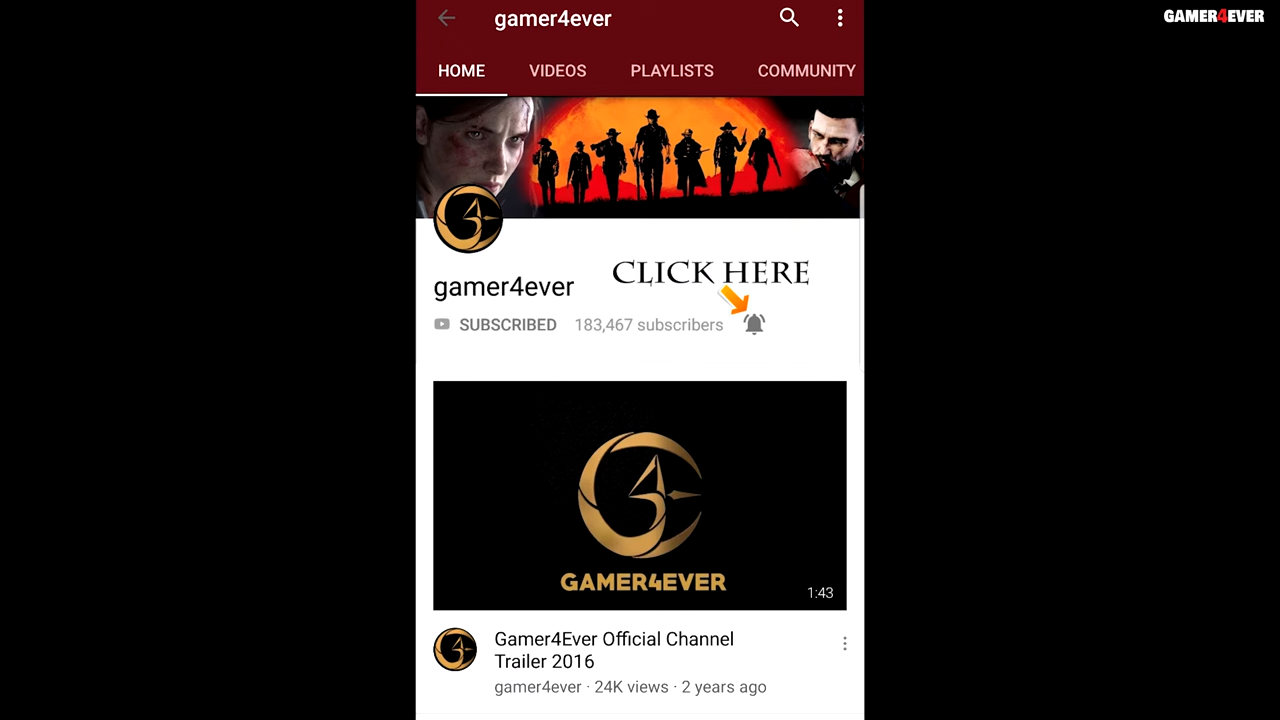 gamer4ever
GAMER4EVER
HOME VIDEOS PLAYLISTS COMMUNITY
CLICK HERE
gamer4ever
SUBSCRIBED 183,467 subscribers
GAMER4EVER
1:43
Gamer4Ever Official Channel
Trailer 2016
gamer4ever · 24K views · 2 years ago